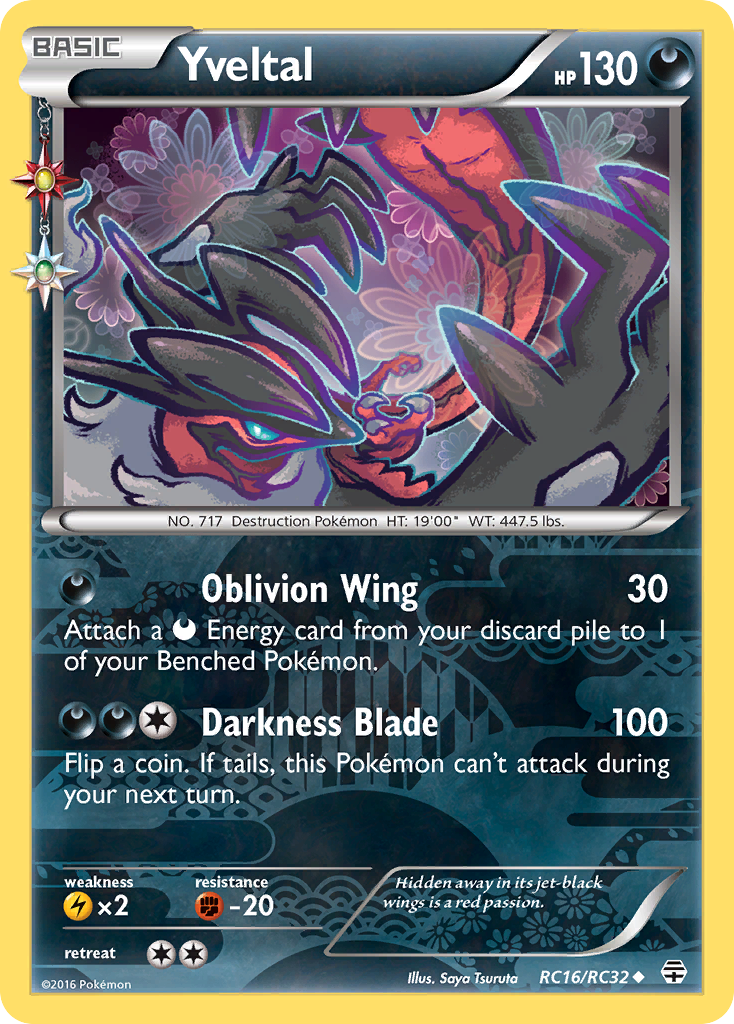 BASIC
Yveltal
HP 130
NO. 717 Destruction Pokémon HT: 19'00" WT: 447.5 lbs.
Oblivion Wing 30
Attach a Energy card from your discard pile to 1
of your Benched Pokémon.
Darkness Blade 100
Flip a coin. If tails, this Pokémon can't attack during
your next turn.
weakness resistance
×2 -20
Hidden away in its jet-black
wings is a red passion.
retreat
©2016 Pokémon
Illus. Saya Tsuruta RC16/RC32